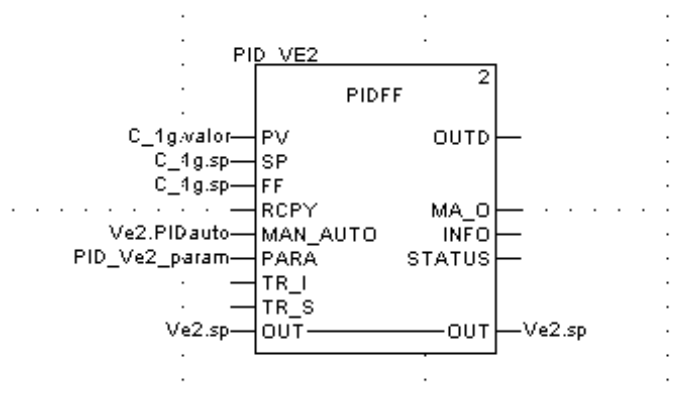 PID_VE2
2
PIDFF
C_1g.valor PV OUTD
C_1g.sp SP
C_1g.sp FF
RCPY MA_O
Ve2.PIDauto MAN_AUTO INFO
PID_Ve2_param PARA STATUS
TR_I
TR_S
Ve2.sp OUT OUT Ve2.sp